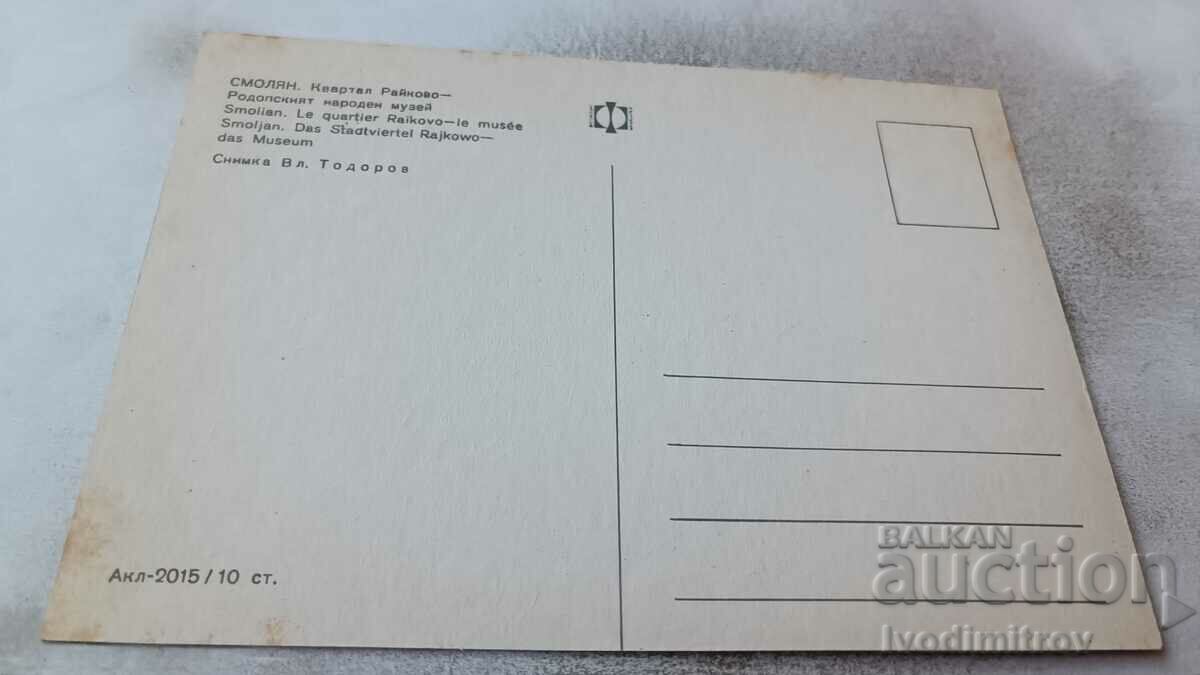 СМОЛЯН. Квартал Райково—
Родопският народен музей
Smolian. Le quartier Raikovo—le musée
Smoljan. Das Stadtviertel Rajkowo—
das Museum
Снимка Вл. Тодоров
Акл-2015/10 ст.
BALKAN
auction
Ivodimitrov